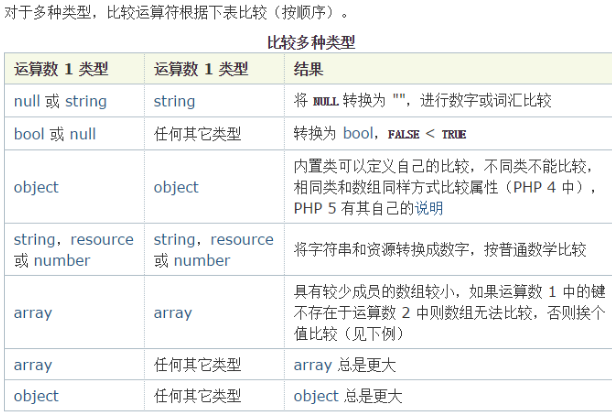 对于多种类型，比较运算符根据下表比较（按顺序）。
比较多种类型
运算数 1 类型 运算数 1 类型 结果
null 或 string string 将 NULL 转换为 ""，进行数字或词汇比较
bool 或 null 任何其它类型 转换为 bool，FALSE < TRUE
object object 内置类可以定义自己的比较，不同类不能比较，
相同类和数组同样方式比较属性（PHP 4 中），
PHP 5 有其自己的说明
string，resource string，resource 将字符串和资源转换成数字，按普通数学比较
或 number 或 number
array array 具有较少成员的数组较小，如果运算数 1 中的键
不存在于运算数 2 中则数组无法比较，否则挨个
值比较（见下例）
array 任何其它类型 array 总是更大
object 任何其它类型 object 总是更大